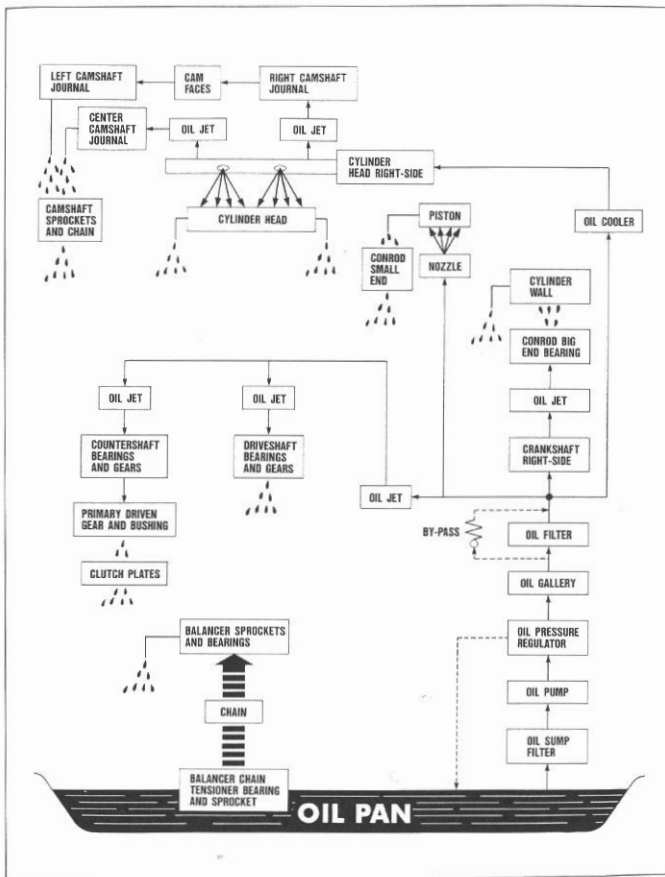 LEFT CAMSHAFT
JOURNAL
CAM
FACES
RIGHT CAMSHAFT
JOURNAL
CENTER
CAMSHAFT
JOURNAL
OIL JET
OIL JET
CYLINDER
HEAD RIGHT-SIDE
CAMSHAFT
SPROCKETS
AND CHAIN
CYLINDER HEAD
PISTON
OIL COOLER
CONROD
SMALL
END
NOZZLE
CYLINDER
WALL
CONROD BIG
END BEARING
OIL JET
OIL JET
OIL JET
COUNTERSHAFT
BEARINGS
AND GEARS
DRIVESHAFT
BEARINGS
AND GEARS
CRANKSHAFT
RIGHT-SIDE
OIL JET
PRIMARY DRIVEN
GEAR AND BUSHING
BY-PASS
OIL FILTER
CLUTCH PLATES
OIL GALLERY
BALANCER SPROCKETS
AND BEARINGS
OIL PRESSURE
REGULATOR
CHAIN
OIL PUMP
OIL SUMP
FILTER
BALANCER CHAIN
TENSIONER BEARING
AND SPROCKET
OIL PAN